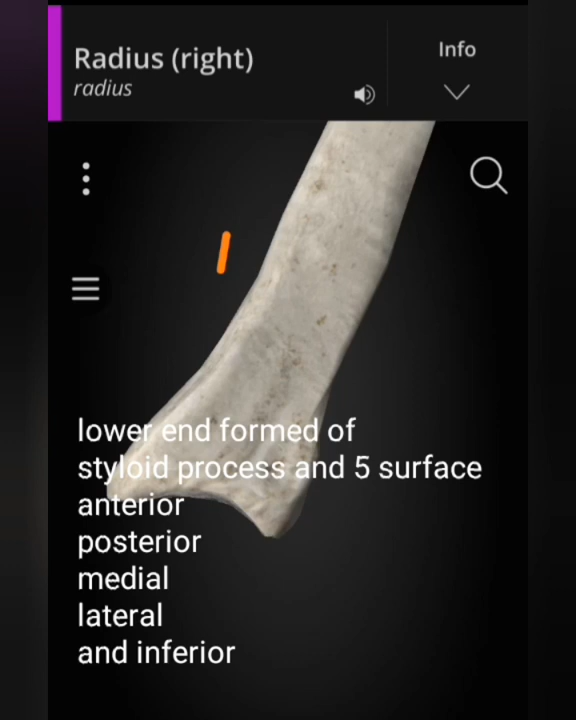 Radius (right)
radius
Info
lower end formed of
styloid process and 5 surface
anterior
posterior
medial
lateral
and inferior